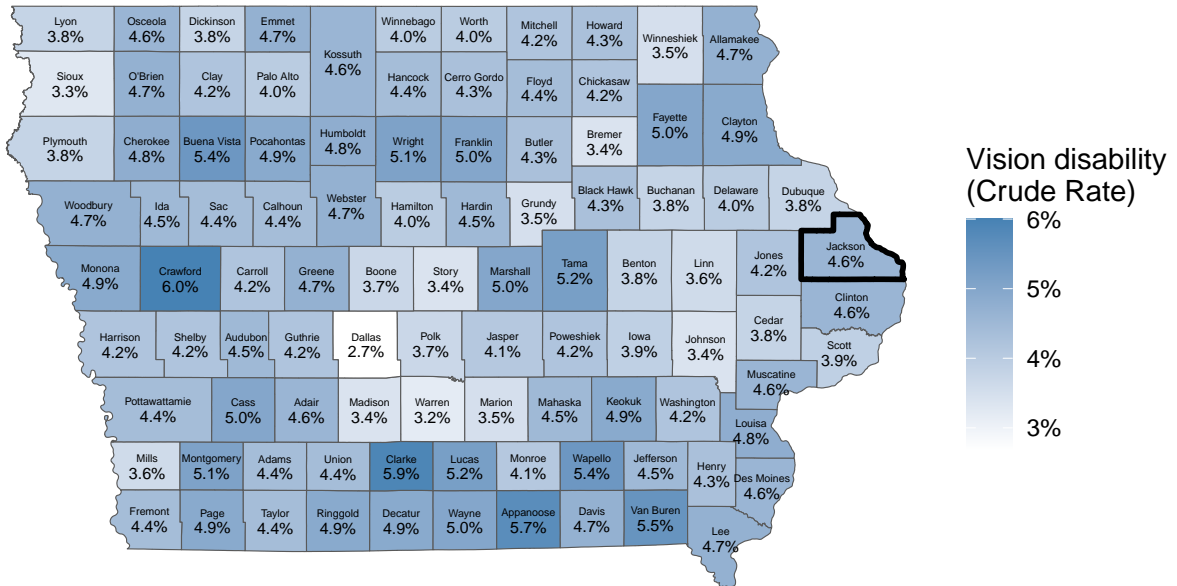 Lyon
3.8%
Osceola
4.6%
Dickinson
3.8%
Emmet
4.7%
Kossuth
4.6%
Winnebago
4.0%
Worth
4.0%
Mitchell
4.2%
Howard
4.3%
Winneshiek
3.5%
Allamakee
4.7%
Sioux
3.3%
O'Brien
4.7%
Clay
4.2%
Palo Alto
4.0%
Hancock
4.4%
Cerro Gordo
4.3%
Floyd
4.4%
Chickasaw
4.2%
Fayette
5.0%
Clayton
4.9%
Plymouth
3.8%
Cherokee
4.8%
Buena Vista
5.4%
Pocahontas
4.9%
Humboldt
4.8%
Wright
5.1%
Franklin
5.0%
Butler
4.3%
Bremer
3.4%
Woodbury
4.7%
Ida
4.5%
Sac
4.4%
Calhoun
4.4%
Webster
4.7%
Hamilton
4.0%
Hardin
4.5%
Grundy
3.5%
Black Hawk
4.3%
Buchanan
3.8%
Delaware
4.0%
Dubuque
3.8%
Monona
4.9%
Crawford
6.0%
Carroll
4.2%
Greene
4.7%
Boone
3.7%
Story
3.4%
Marshall
5.0%
Tama
5.2%
Benton
3.8%
Linn
3.6%
Jones
4.2%
Jackson
4.6%
Clinton
4.6%
Harrison
4.2%
Shelby
4.2%
Audubon
4.5%
Guthrie
4.2%
Dallas
2.7%
Polk
3.7%
Jasper
4.1%
Poweshiek
4.2%
Iowa
3.9%
Johnson
3.4%
Cedar
3.8%
Scott
3.9%
Muscatine
4.6%
Pottawattamie
4.4%
Cass
5.0%
Adair
4.6%
Madison
3.4%
Warren
3.2%
Marion
3.5%
Mahaska
4.5%
Keokuk
4.9%
Washington
4.2%
Louisa
4.8%
Mills
3.6%
Montgomery
5.1%
Adams
4.4%
Union
4.4%
Clarke
5.9%
Lucas
5.2%
Monroe
4.1%
Wapello
5.4%
Jefferson
4.5%
Henry
4.3%
Des Moines
4.6%
Fremont
4.4%
Page
4.9%
Taylor
4.4%
Ringgold
4.9%
Decatur
4.9%
Wayne
5.0%
Appanoose
5.7%
Davis
4.7%
Van Buren
5.5%
Lee
4.7%
Vision disability
(Crude Rate)
6%
5%
4%
3%